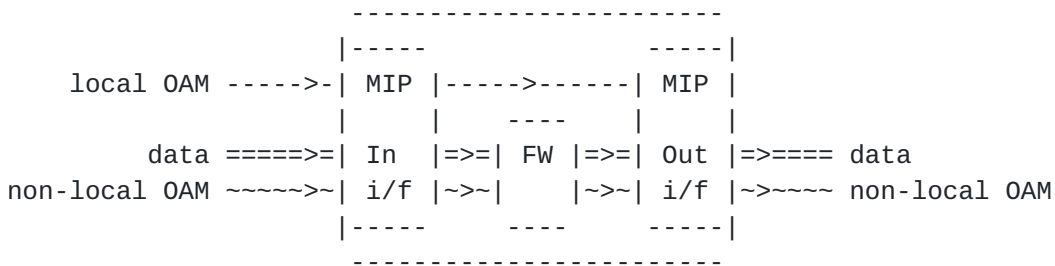 ------------------------
|-----                -----|
local OAM ----->-| MIP |----->------| MIP |
|     |    ----    |     |
data =====>=| In  |=>=| FW |=>=| Out |=>==== data
non-local OAM ~~~~~>~| i/f |~>~|    |~>~| i/f |~>~~~~ non-local OAM
|-----     ----     -----|
------------------------